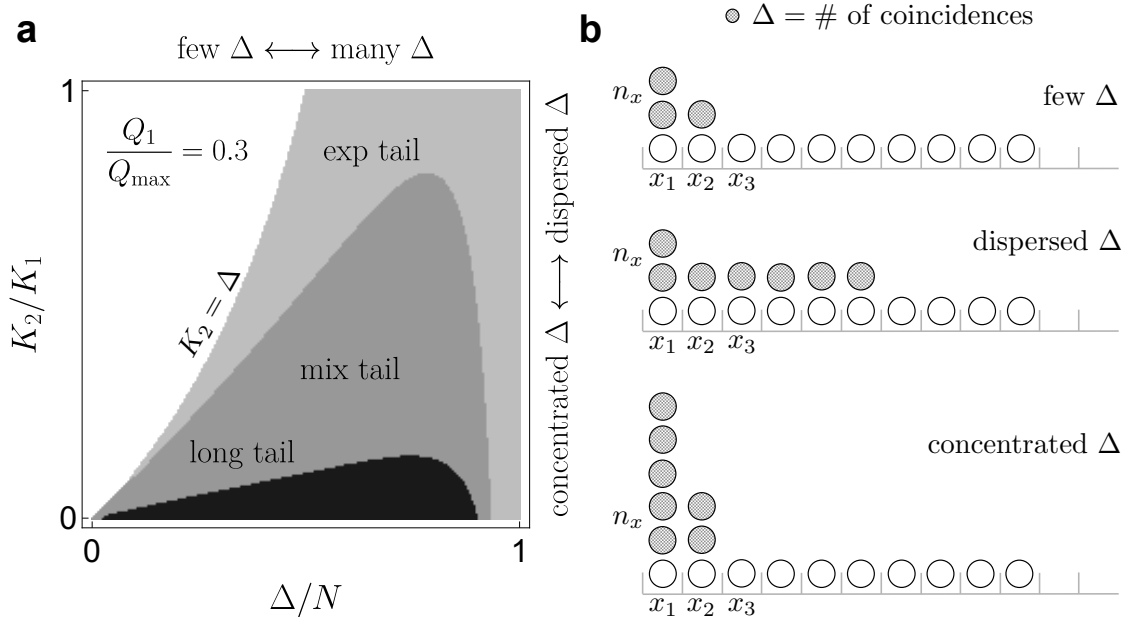 a
few Δ ⟷ many Δ
1
Q₁/Qmax = 0.3
exp tail
K₂ = Δ
mix tail
long tail
0
0
1
K₂/K₁
Δ/N
concentrated Δ ⟷ dispersed Δ
b
Δ = # of coincidences
few Δ
nₓ
x₁ x₂ x₃
dispersed Δ
nₓ
x₁ x₂ x₃
concentrated Δ
nₓ
x₁ x₂ x₃